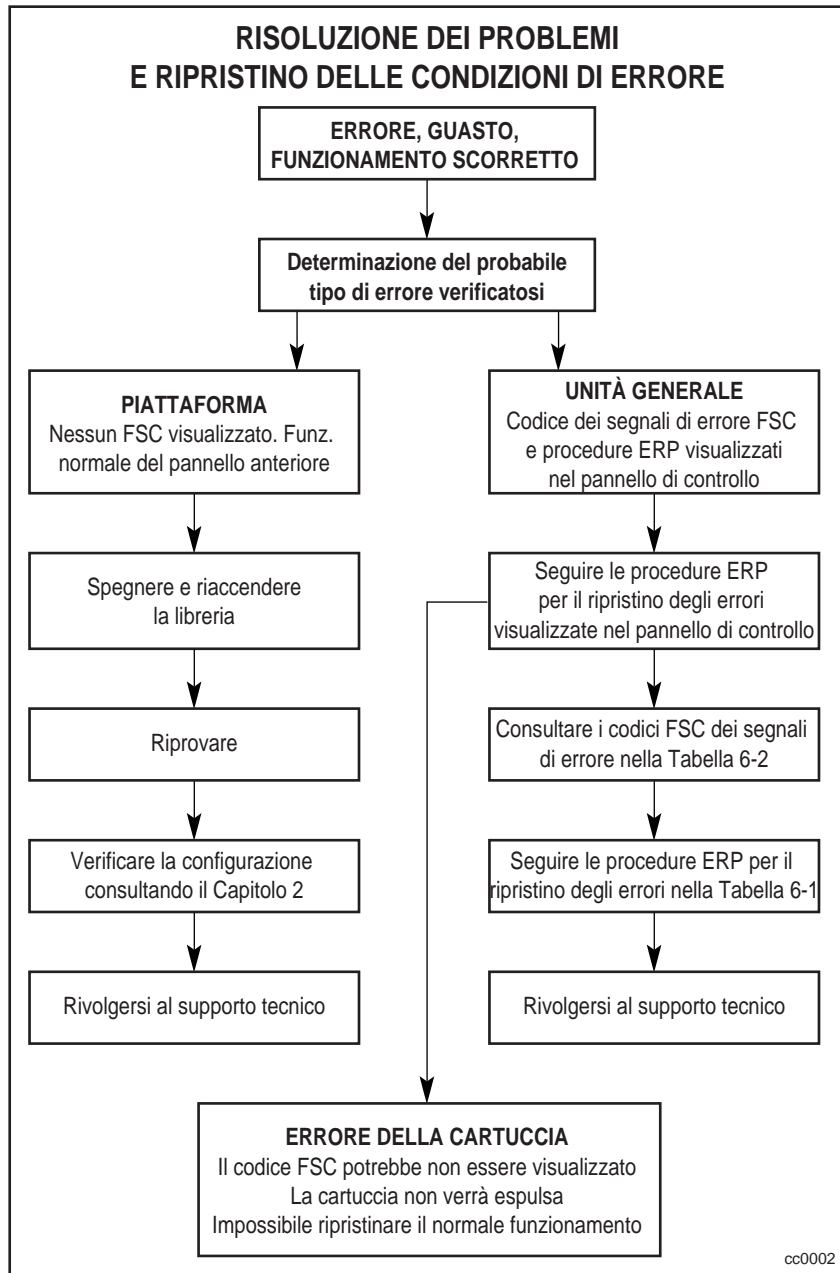 RISOLUZIONE DEI PROBLEMI
E RIPRISTINO DELLE CONDIZIONI DI ERRORE
ERRORE, GUASTO,
FUNZIONAMENTO SCORRETTO
Determinazione del probabile
tipo di errore verificatosi
PIATTAFORMA
Nessun FSC visualizzato. Funz.
normale del pannello anteriore
Spegnere e riaccendere
la libreria
Riprovare
Verificare la configurazione
consultando il Capitolo 2
Rivolgersi al supporto tecnico
UNITÀ GENERALE
Codice dei segnali di errore FSC
e procedure ERP visualizzati
nel pannello di controllo
Seguire le procedure ERP
per il ripristino degli errori
visualizzate nel pannello di controllo
Consultare i codici FSC dei segnali
di errore nella Tabella 6-2
Seguire le procedure ERP per il
ripristino degli errori nella Tabella 6-1
Rivolgersi al supporto tecnico
ERRORE DELLA CARTUCCIA
Il codice FSC potrebbe non essere visualizzato
La cartuccia non verrà espulsa
Impossibile ripristinare il normale funzionamento
cc0002